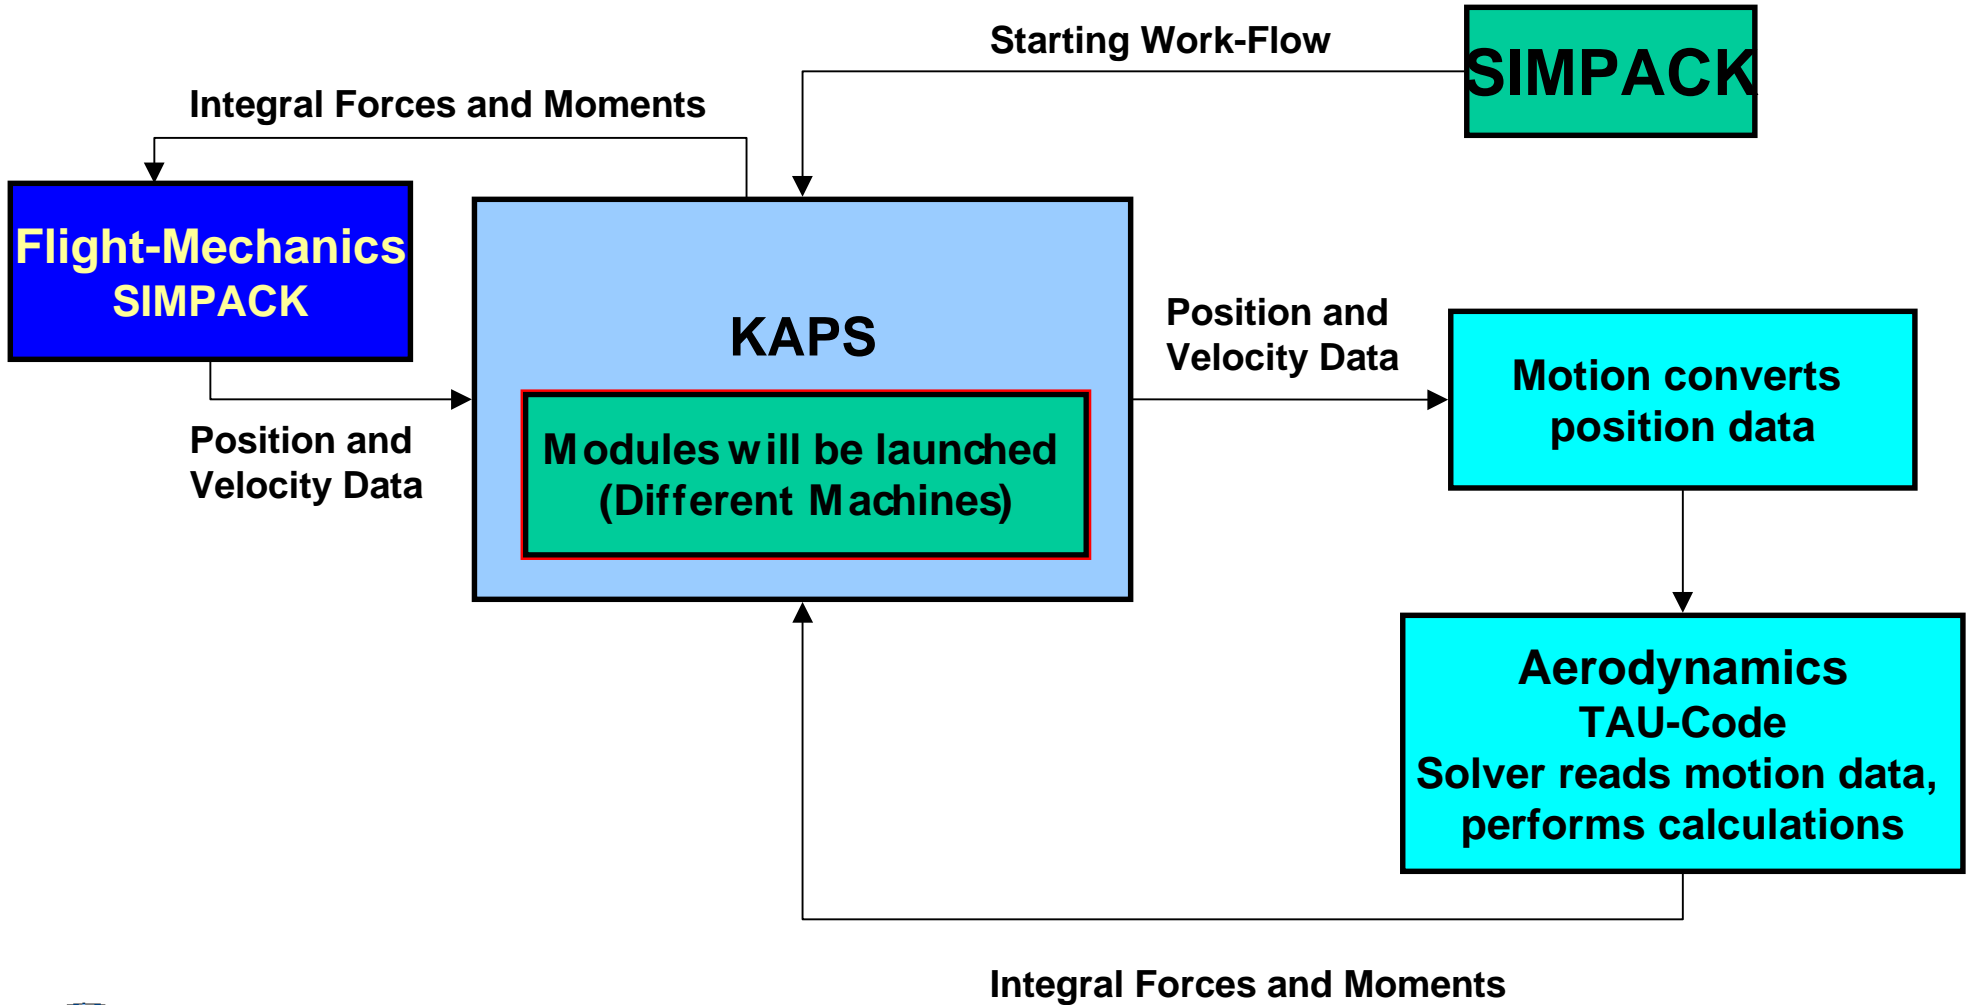 Starting Work-Flow
SIMPACK
Integral Forces and Moments
Flight-Mechanics
SIMPACK
Position and
Velocity Data
KAPS
Modules will be launched
(Different Machines)
Position and
Velocity Data
Motion converts
position data
Aerodynamics
TAU-Code
Solver reads motion data,
performs calculations
Integral Forces and Moments